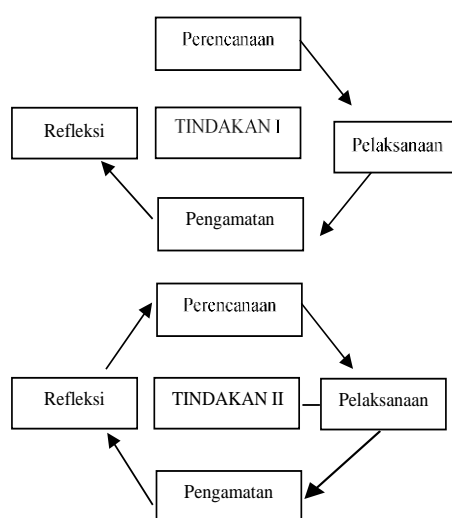 Perencanaan
Refleksi
TINDAKAN I
Pelaksanaan
Pengamatan
Perencanaan
Refleksi
TINDAKAN II
Pelaksanaan
Pengamatan